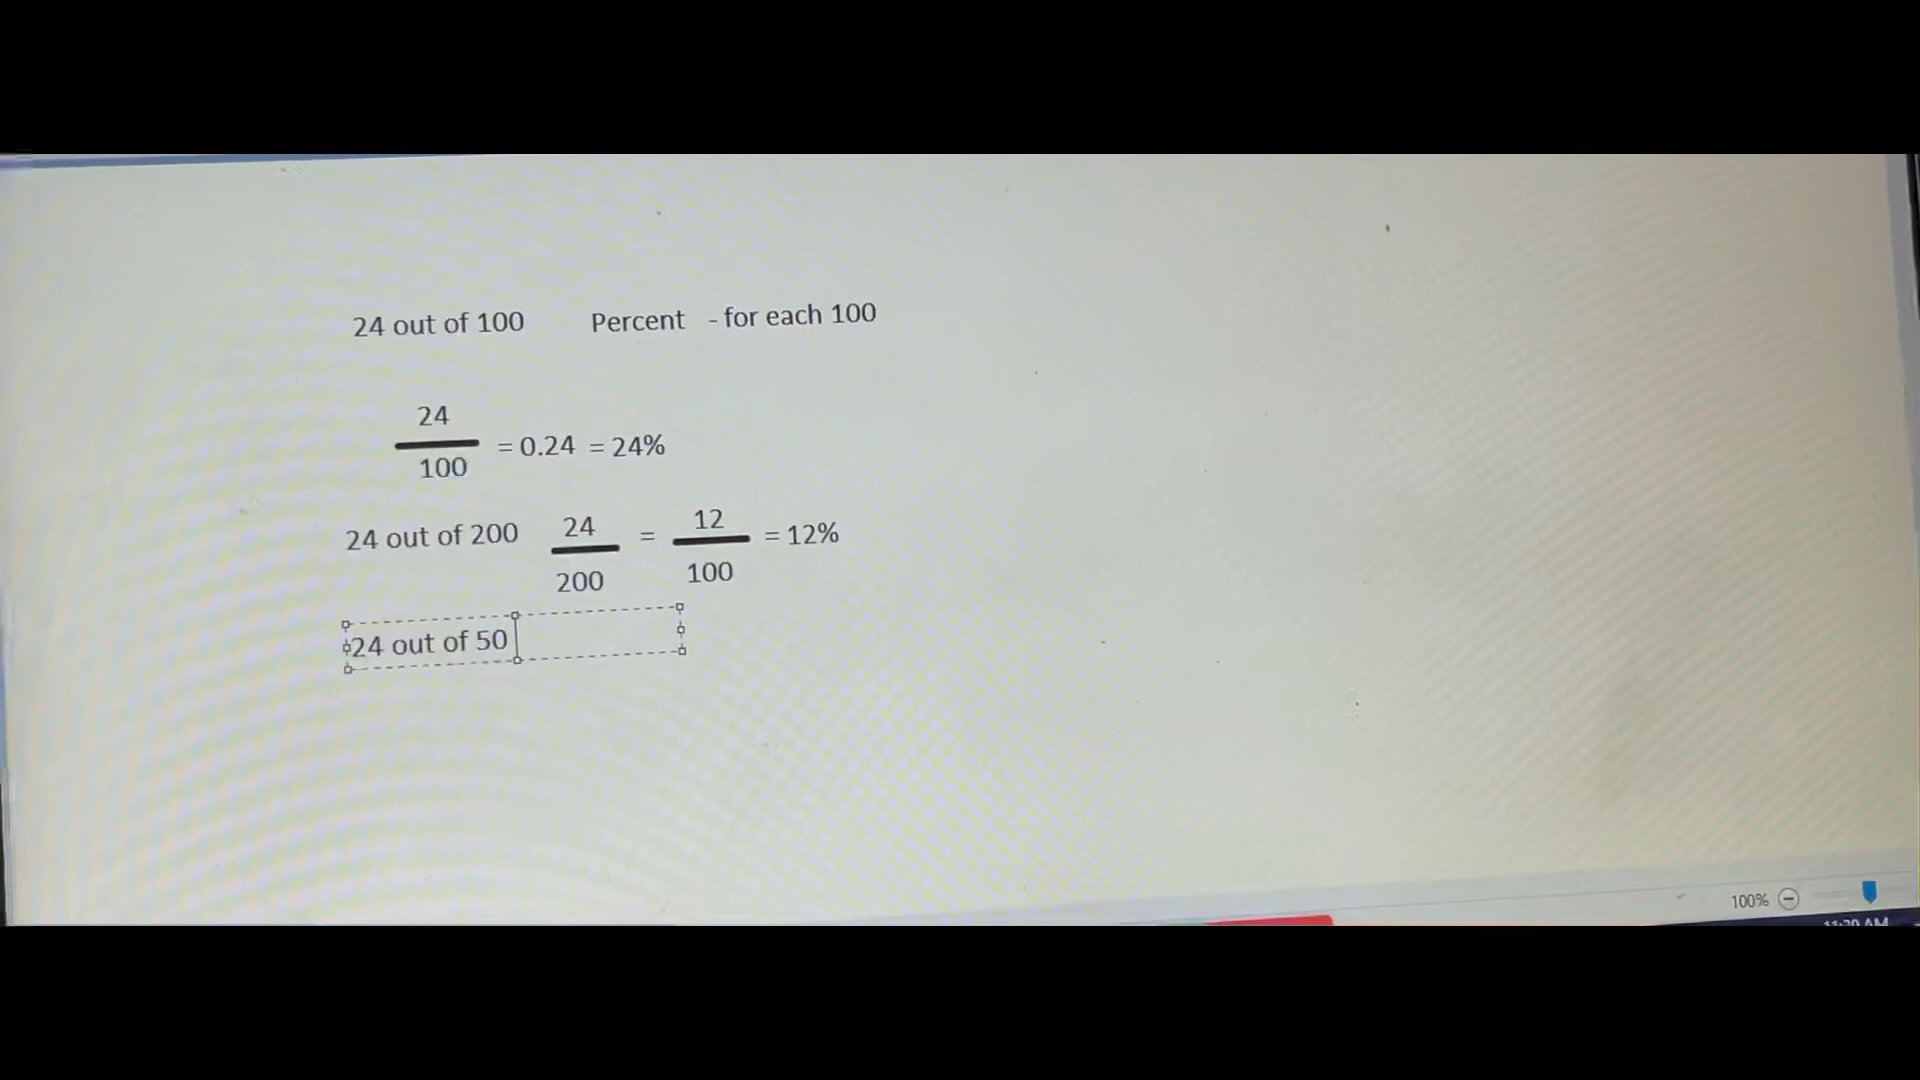 24 out of 100 Percent - for each 100
24
= 0.24 = 24%
100
24 out of 200 24 = 12 = 12%
200 100
24 out of 50
100%